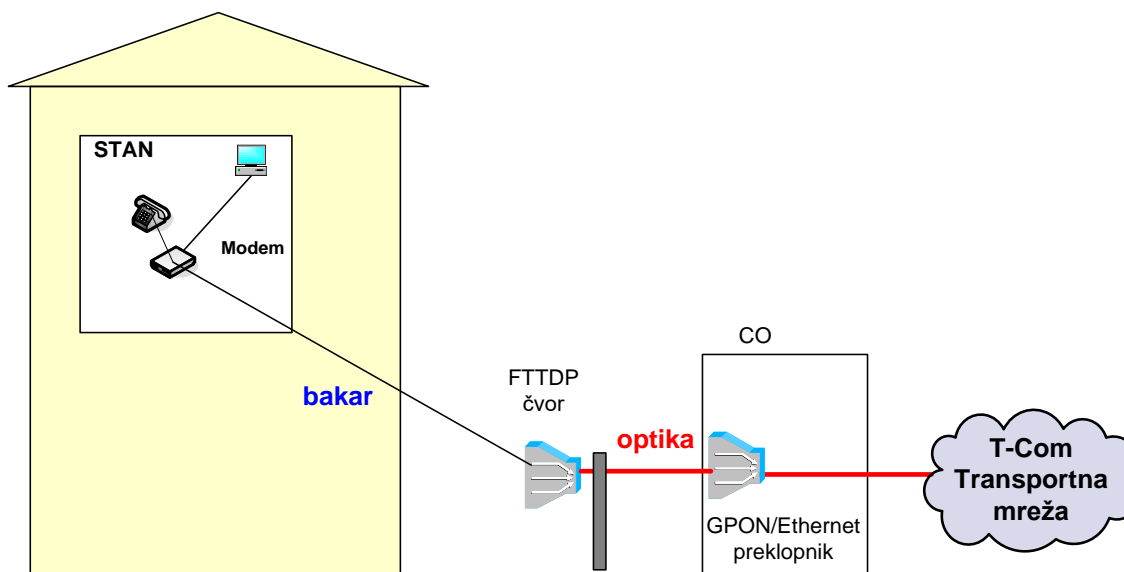 STAN
Modem
bakar
FTTDP
čvor
optika
CO
GPON/Ethernet
preklopnik
T-Com
Transportna
mreža